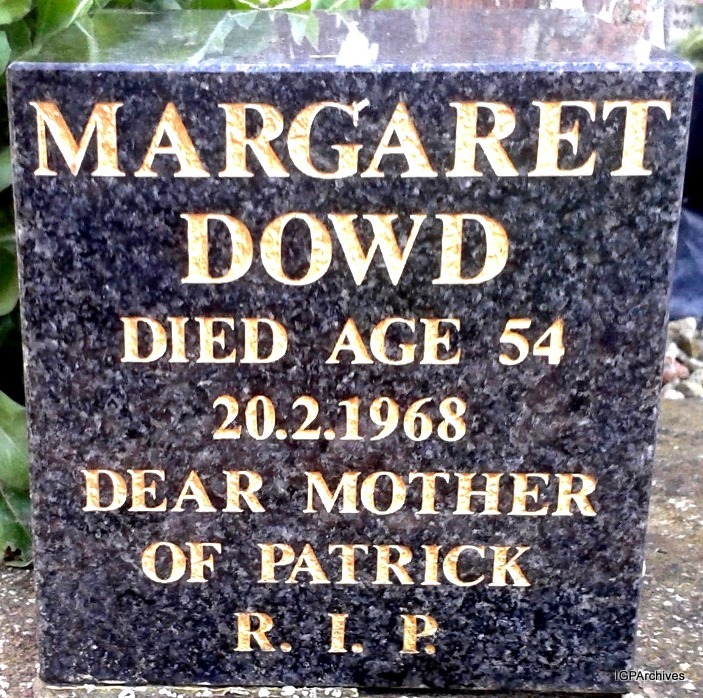 MARGARET
DOWD
DIED AGE 54
20.2.1968
DEAR MOTHER
OF PATRICK
R. I. P.
IGPArchives